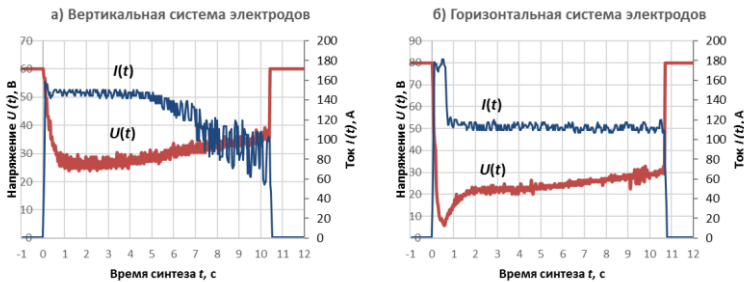 а) Вертикальная система электродов
70
60
50
40
30
20
10
0
Напряжение U (t), В
I(t)
U(t)
200
180
160
140
120
100
80
60
40
20
0
Ток I (t), А
-1 0 1 2 3 4 5 6 7 8 9 10 11 12
Время синтеза t, с
б) Горизонтальная система электродов
90
80
70
60
50
40
30
20
10
0
Напряжение U (t), В
I(t)
U(t)
200
180
160
140
120
100
80
60
40
20
0
Ток I (t), А
-1 0 1 2 3 4 5 6 7 8 9 10 11 12
Время синтеза t, с